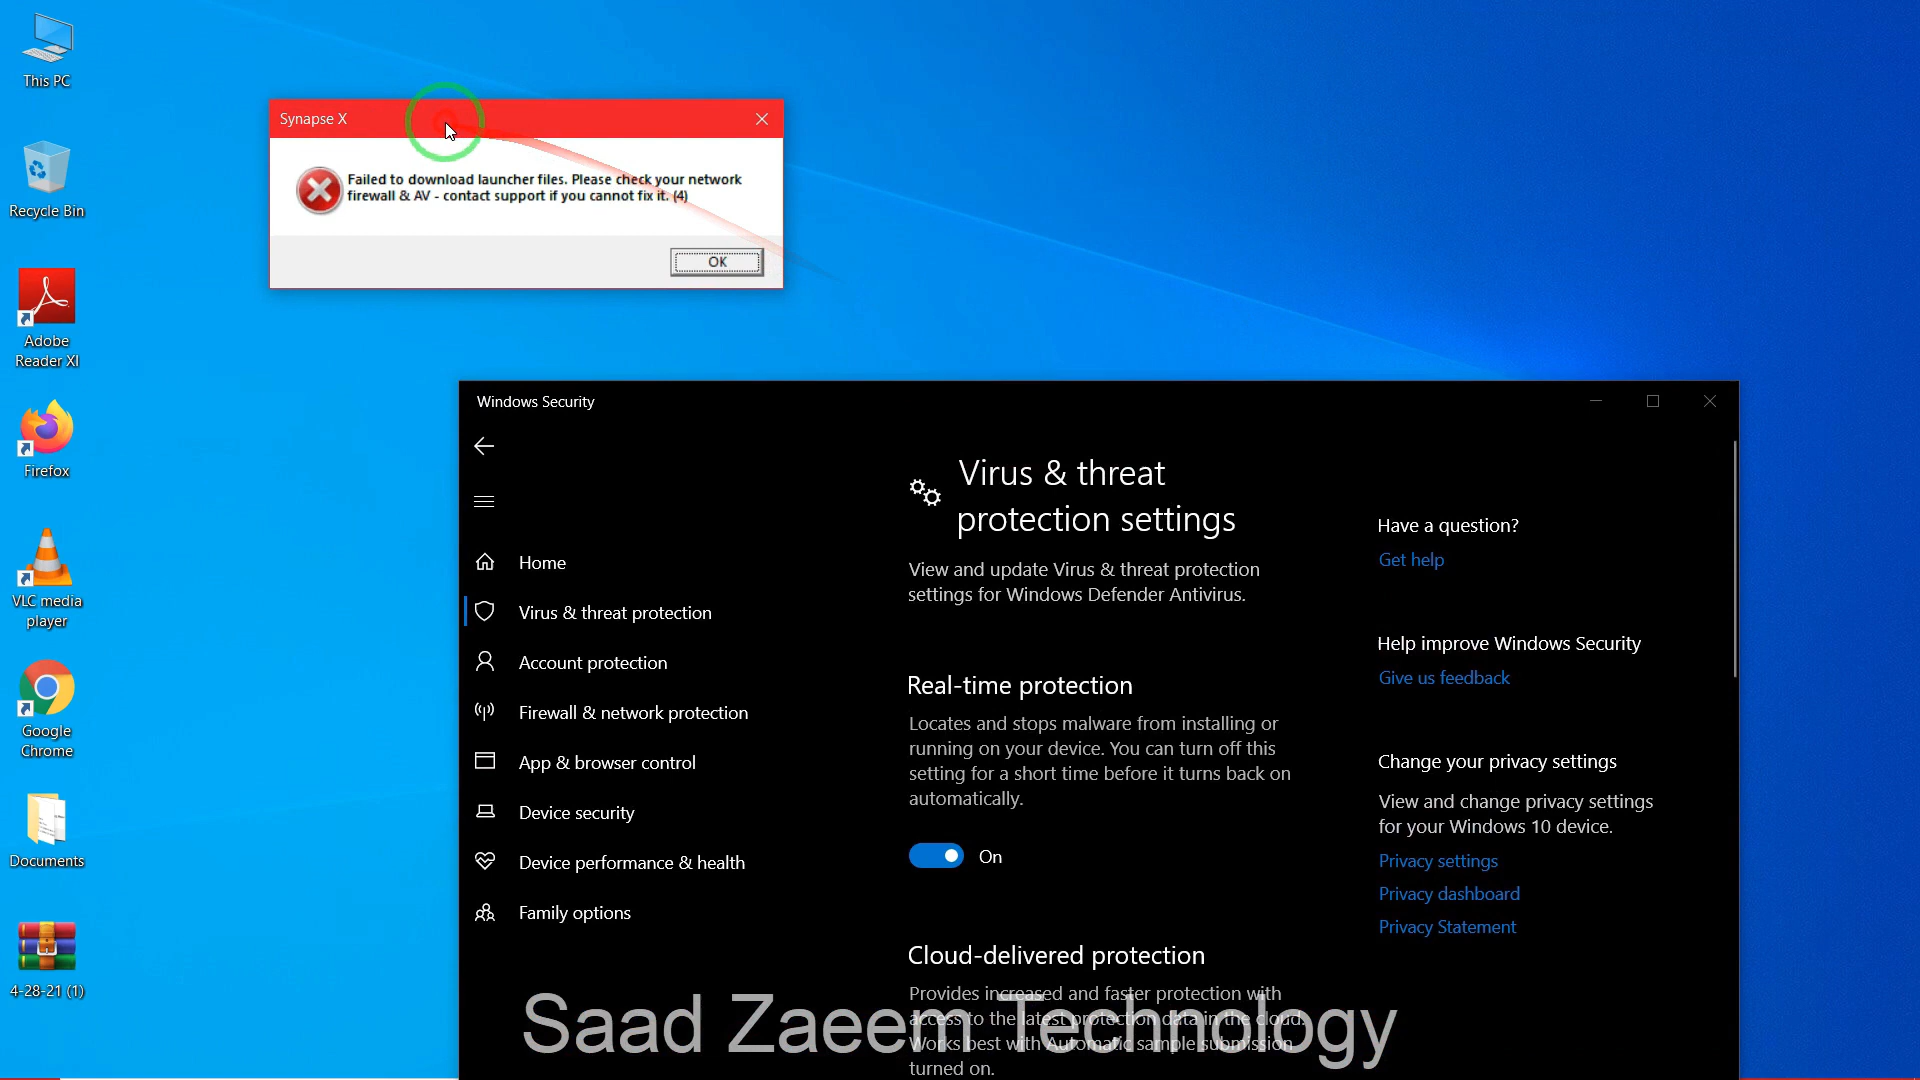 This PC
Recycle Bin
Adobe
Reader XI
Firefox
VLC media
player
Google
Chrome
Documents
4-28-21 (1)
Synapse X
Failed to download launcher files. Please check your network
firewall & AV - contact support if you cannot fix it. (4)
OK
Windows Security
Home
Virus & threat protection
Account protection
Firewall & network protection
App & browser control
Device security
Device performance & health
Family options
Virus & threat
protection settings
View and update Virus & threat protection
settings for Windows Defender Antivirus.
Real-time protection
Locates and stops malware from installing or
running on your device. You can turn off this
setting for a short time before it turns back on
automatically.
On
Cloud-delivered protection
Provides increased and faster protection with
access to the latest protection data in the cloud.
Works best with Automatic sample submission
turned on.
Have a question?
Get help
Help improve Windows Security
Give us feedback
Change your privacy settings
View and change privacy settings
for your Windows 10 device.
Privacy settings
Privacy dashboard
Privacy Statement
Saad Zaeem Technology